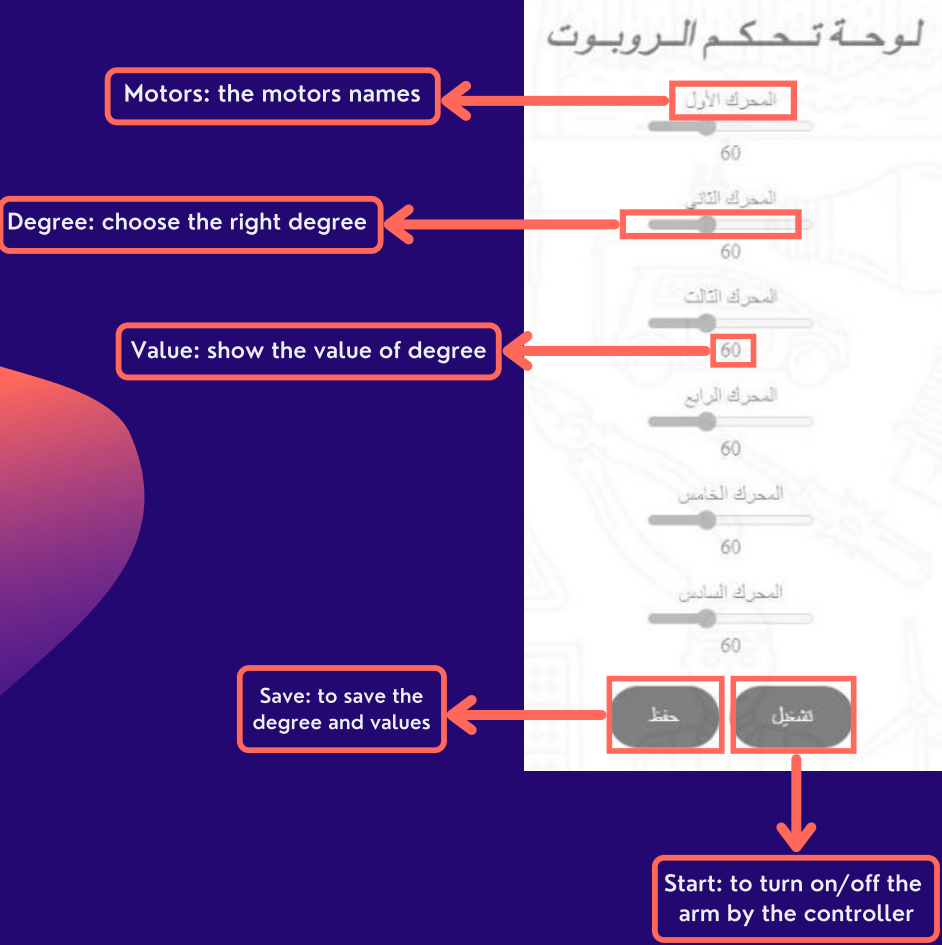 لوحة تحكم الروبوت
Motors: the motors names
المحرك الأول
60
المحرك الثاني
Degree: choose the right degree
60
المحرك الثالث
Value: show the value of degree
60
المحرك الرابع
60
المحرك الخامس
60
المحرك السادس
60
Save: to save the
degree and values
حفظ
تشغيل
Start: to turn on/off the
arm by the controller